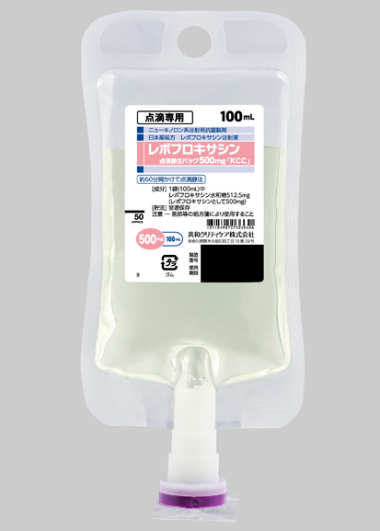 点滴専用 100mL
ニューキノロン系注射用抗菌製剤
日本薬局方 レボフロキサシン注射液
レボフロキサシン
点滴静注バッグ500mg「KCC」
約60分間かけて点滴静注
【成分】1袋(100mL)中
レボフロキサシン水和物512.5mg
(レボフロキサシンとして500mg)
【貯法】室温保存
注意ー医師等の処方箋により使用すること
50
500mg 100mL
共和クリティケア株式会社
製造番号
使用期限
ゴム